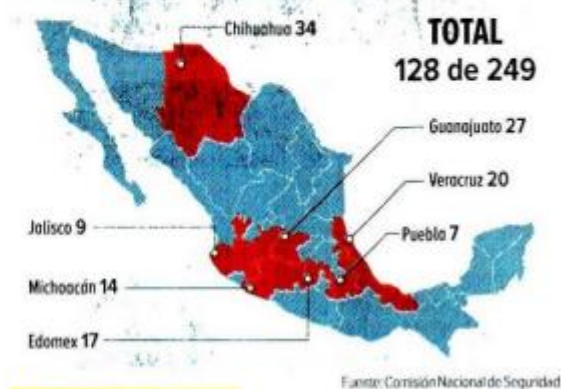 Chihuahua 34
TOTAL
128 de 249
Guanajuato 27
Veracruz 20
Jalisco 9
Puebla 7
Michoacán 14
Edomex 17
Fuente: Comisión Nacional de Seguridad